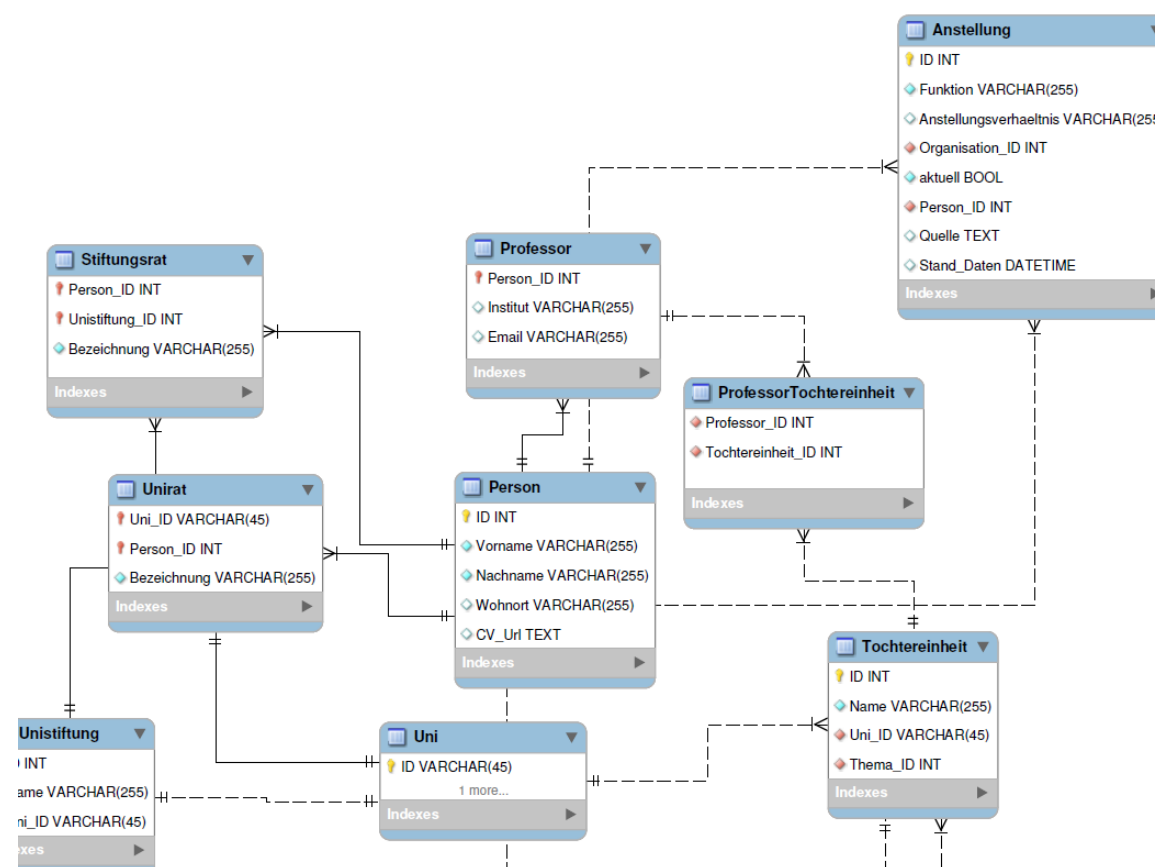 Anstellung
ID INT
Funktion VARCHAR(255)
Anstellungsverhaeltnis VARCHAR(255
Organisation_ID INT
aktuell BOOL
Person_ID INT
Quelle TEXT
Stand_Daten DATETIME
Indexes
Stiftungsrat
Person_ID INT
Unistiftung_ID INT
Bezeichnung VARCHAR(255)
Indexes
Professor
Person_ID INT
Institut VARCHAR(255)
Email VARCHAR(255)
Indexes
ProfessorTochtereinheit
Professor_ID INT
Tochtereinheit_ID INT
Indexes
Unirat
Uni_ID VARCHAR(45)
Person_ID INT
Bezeichnung VARCHAR(255)
Indexes
Person
ID INT
Vorname VARCHAR(255)
Nachname VARCHAR(255)
Wohnort VARCHAR(255)
CV_Url TEXT
Indexes
Tochtereinheit
ID INT
Name VARCHAR(255)
Uni_ID VARCHAR(45)
Thema_ID INT
Indexes
Unistiftung
INT
ame VARCHAR(255)
ni_ID VARCHAR(45)
xes
Uni
ID VARCHAR(45)
1 more...
Indexes